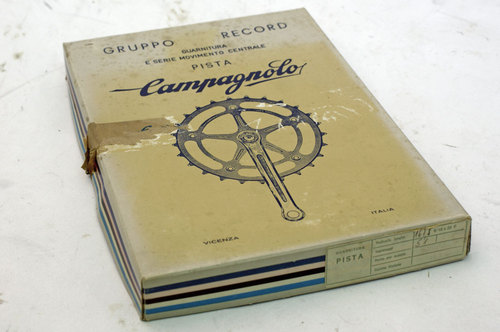 GRUPPO RECORD
GUARNITURA
E SERIE MOVIMENTO CENTRALE
PISTA
Campagnolo
VICENZA ITALIA
GUARNITURA
PISTA